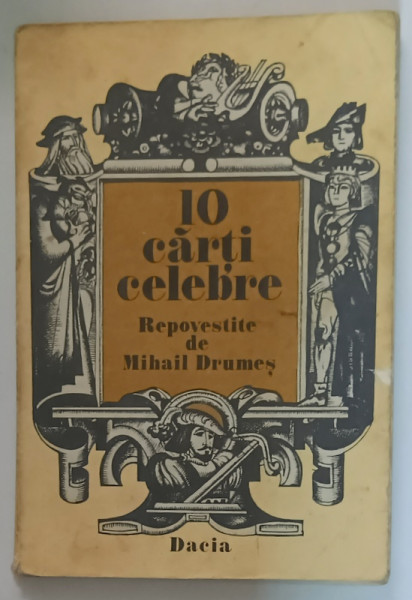 10
cărți
celebre
Repovestite
de
Mihail Drumeș
Dacia